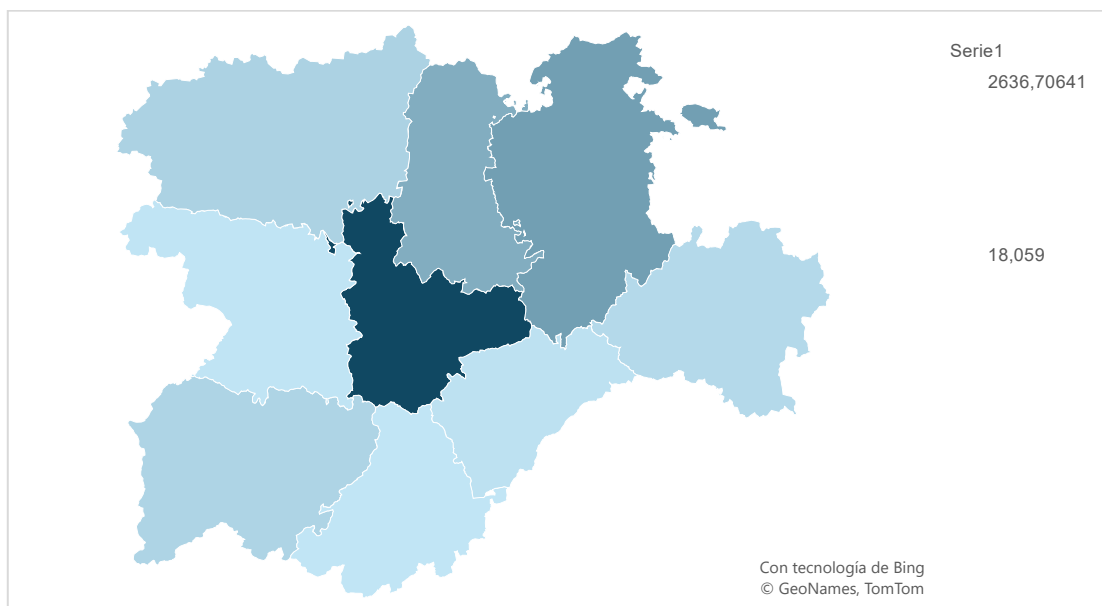 Serie1
2636,70641
18,059
Con tecnología de Bing
© GeoNames, TomTom